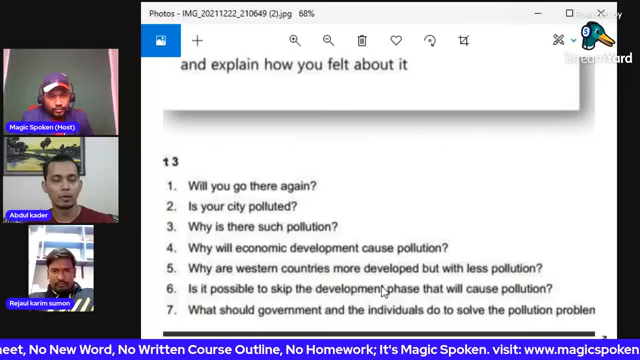 Photos - IMG_20211222_210649 (2).jpg 68%
Powered by
StreamYard
and explain how you felt about it
t 3
1. Will you go there again?
2. Is your city polluted?
3. Why is there such pollution?
4. Why will economic development cause pollution?
5. Why are western countries more developed but with less pollution?
6. Is it possible to skip the development phase that will cause pollution?
7. What should government and the individuals do to solve the pollution problen
Magic Spoken (Host)
Abdul kader
Rejaul karim sumon
eet, No New Word, No Written Course Outline, No Homework; It's Magic Spoken. visit: www.magicspoken